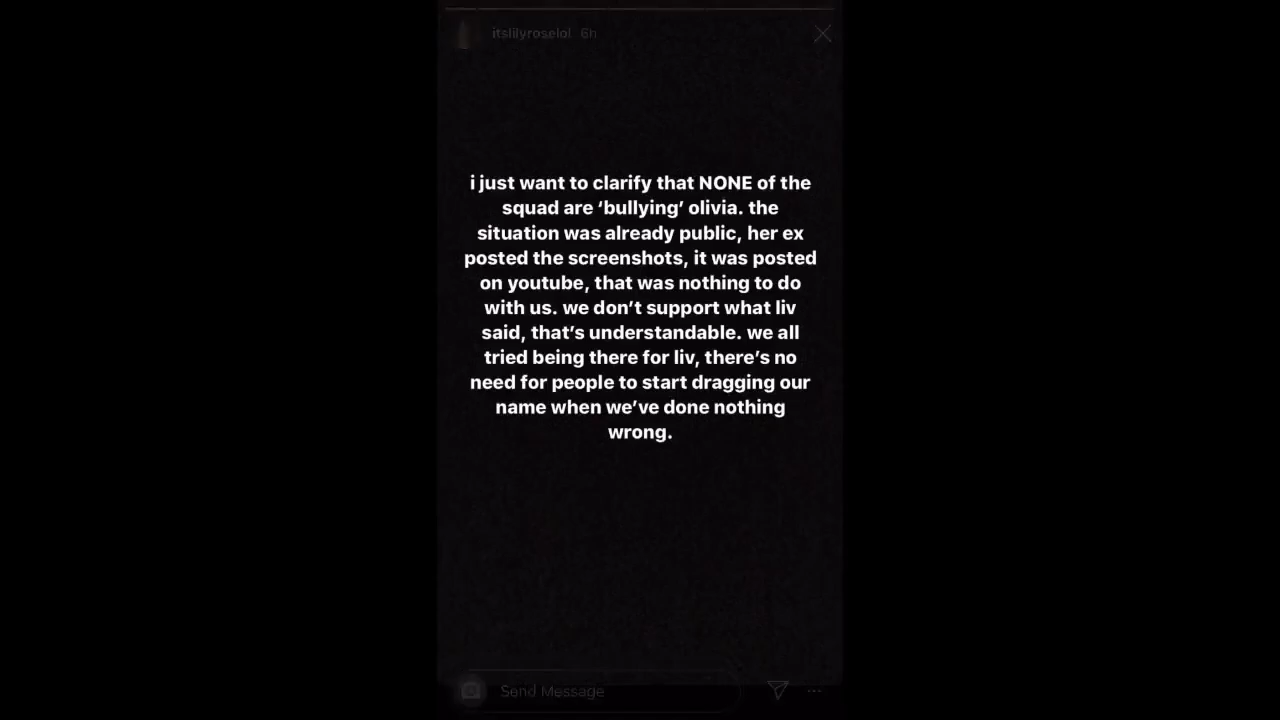 itslilyroselol 6h
i just want to clarify that NONE of the
squad are ‘bullying’ olivia. the
situation was already public, her ex
posted the screenshots, it was posted
on youtube, that was nothing to do
with us. we don’t support what liv
said, that’s understandable. we all
tried being there for liv, there’s no
need for people to start dragging our
name when we’ve done nothing
wrong.
Send Message